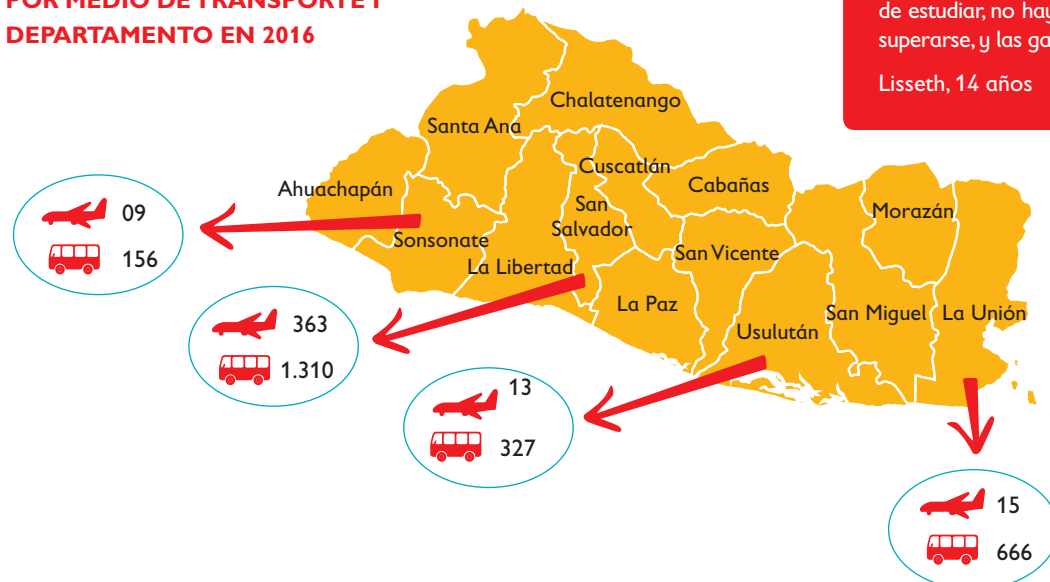 POR MEDIO DE TRANSPORTE Y
DEPARTAMENTO EN 2016
de estudiar, no hay
superarse, y las ga
Lisseth, 14 años
Chalatenango
Santa Ana
Cuscatlán
Cabañas
Ahuachapán
San
Salvador
Morazán
Sonsonate
La Libertad
San Vicente
La Paz
Usulután
San Miguel
La Unión
09
156
363
1.310
13
327
15
666